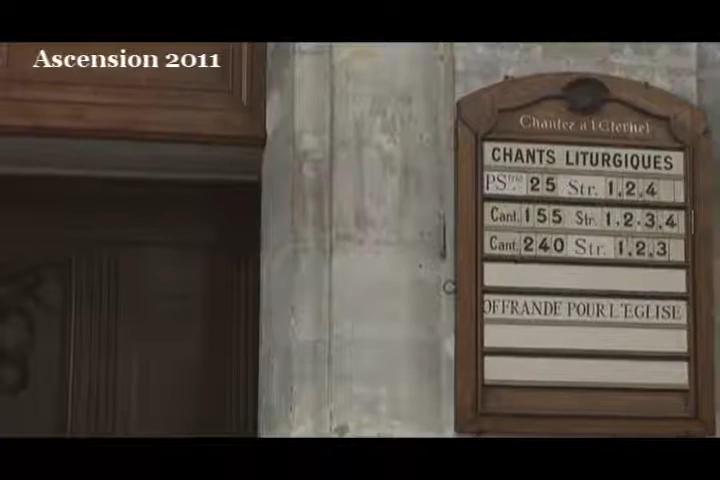 Ascension 2011
Chantez à l'Eternel
CHANTS LITURGIQUES
PS.me 25 Str. 1.2.4
Cant. 155 Str. 1.2.3.4
Cant. 240 Str. 1.2.3
OFFRANDE POUR L'EGLISE